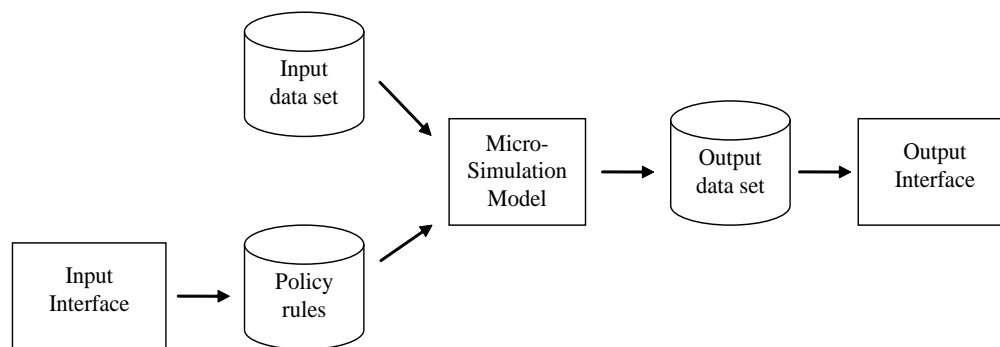 Input
data set
Micro-
Simulation
Model
Output
data set
Output
Interface
Input
Interface
Policy
rules